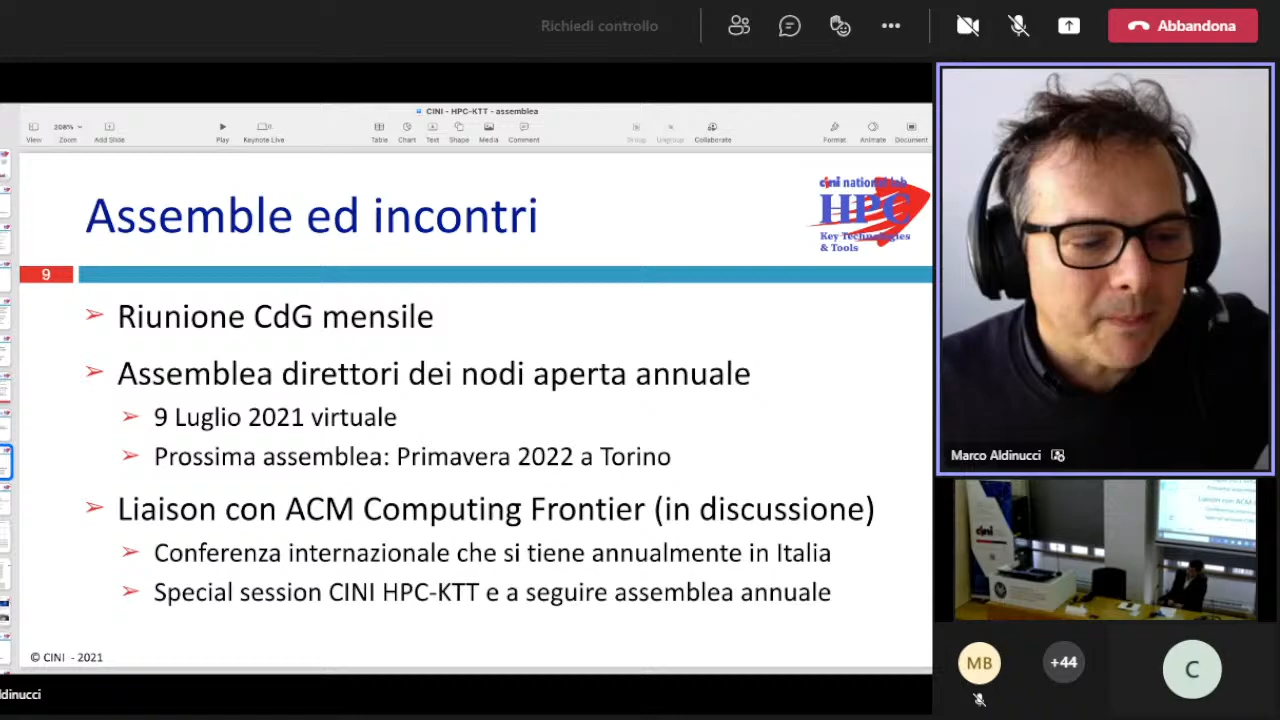 Richiedi controllo
Abbandona
CINI - HPC-KTT - assemblea
View
208%
Zoom
Add Slide
Play
Keynote Live
Table
Chart
Text
Shape
Media
Comment
Ungroup
Collaborate
Format
Animate
Document
Assemble ed incontri
cini national lab
HPC
Key Technologies
& Tools
9
➢ Riunione CdG mensile
➢ Assemblea direttori dei nodi aperta annuale
➢ 9 Luglio 2021 virtuale
➢ Prossima assemblea: Primavera 2022 a Torino
➢ Liaison con ACM Computing Frontier (in discussione)
➢ Conferenza internazionale che si tiene annualmente in Italia
➢ Special session CINI HPC-KTT e a seguire assemblea annuale
© CINI - 2021
ldinucci
Marco Aldinucci
cini
MB
+44
C